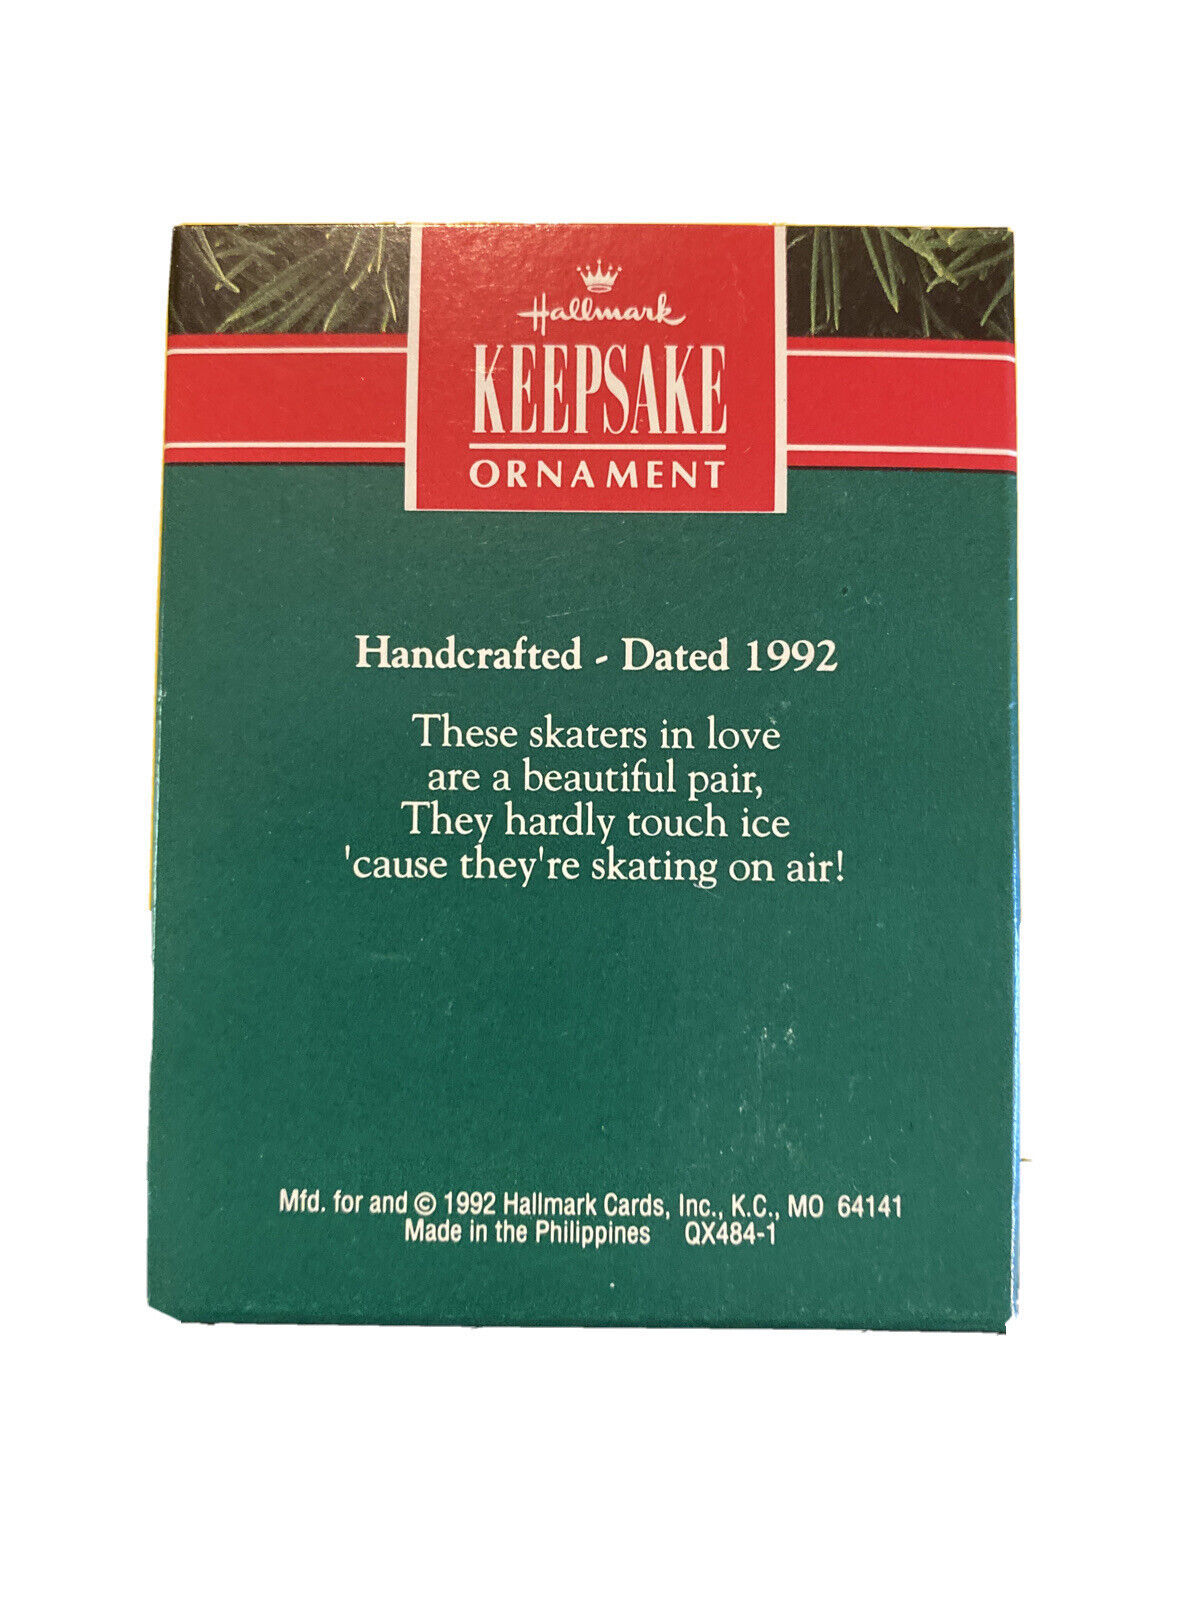 Hallmark
KEEPSAKE
ORNAMENT
Handcrafted - Dated 1992
These skaters in love
are a beautiful pair,
They hardly touch ice
'cause they're skating on air!
Mfd. for and © 1992 Hallmark Cards, Inc., K.C., MO 64141
Made in the Philippines QX484-1